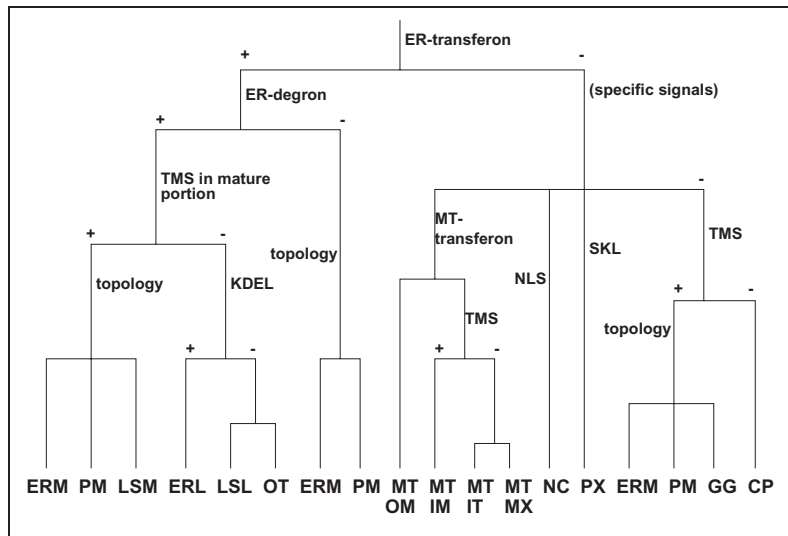 ER-transferon
+ -
ER-degron
(specific signals)
+ -
-
TMS in mature
portion
MT-
transferon
TMS
+ -
topology
SKL
topology
KDEL
NLS
+ -
TMS
topology
+ -
+ -
ERM PM LSM ERL LSL OT ERM PM MT MT MT MT NC PX ERM PM GG CP
OM IM IT MX